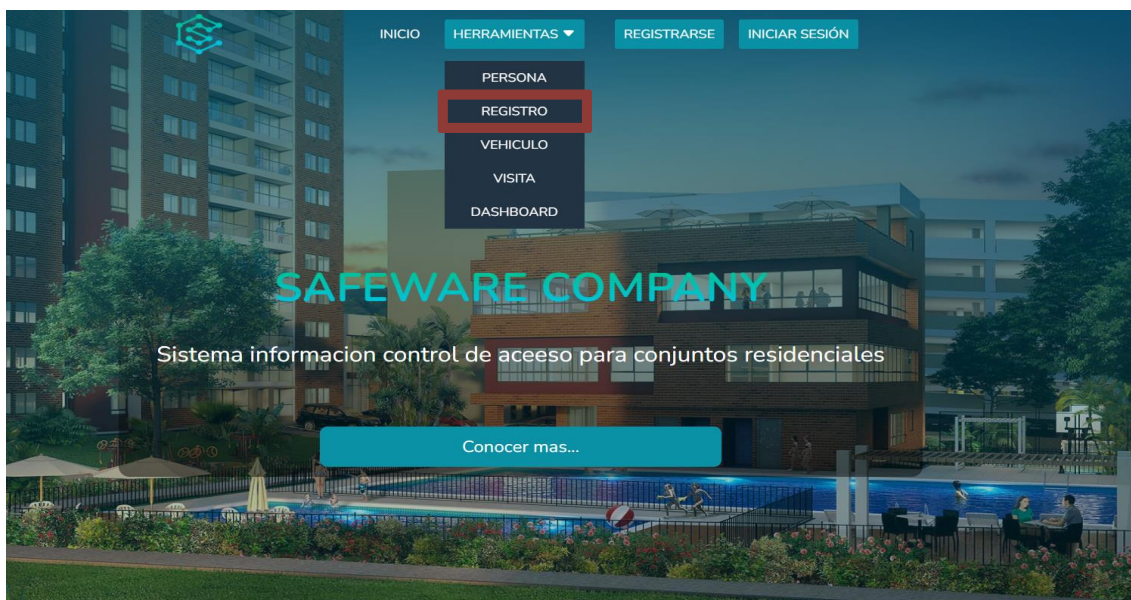 INICIO HERRAMIENTAS REGISTRARSE INICIAR SESIÓN
PERSONA
REGISTRO
VEHICULO
VISITA
DASHBOARD
SAFEWARE COMPANY
Sistema informacion control de aceeso para conjuntos residenciales
Conocer mas...